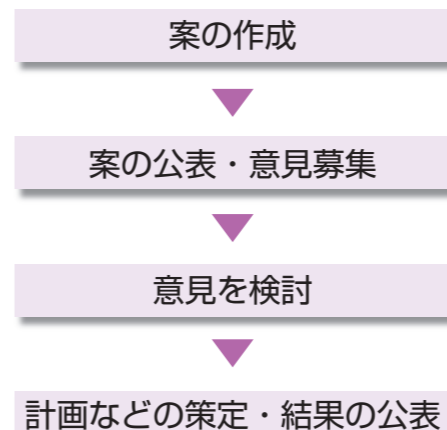 案の作成
案の公表・意見募集
意見を検討
計画などの策定・結果の公表